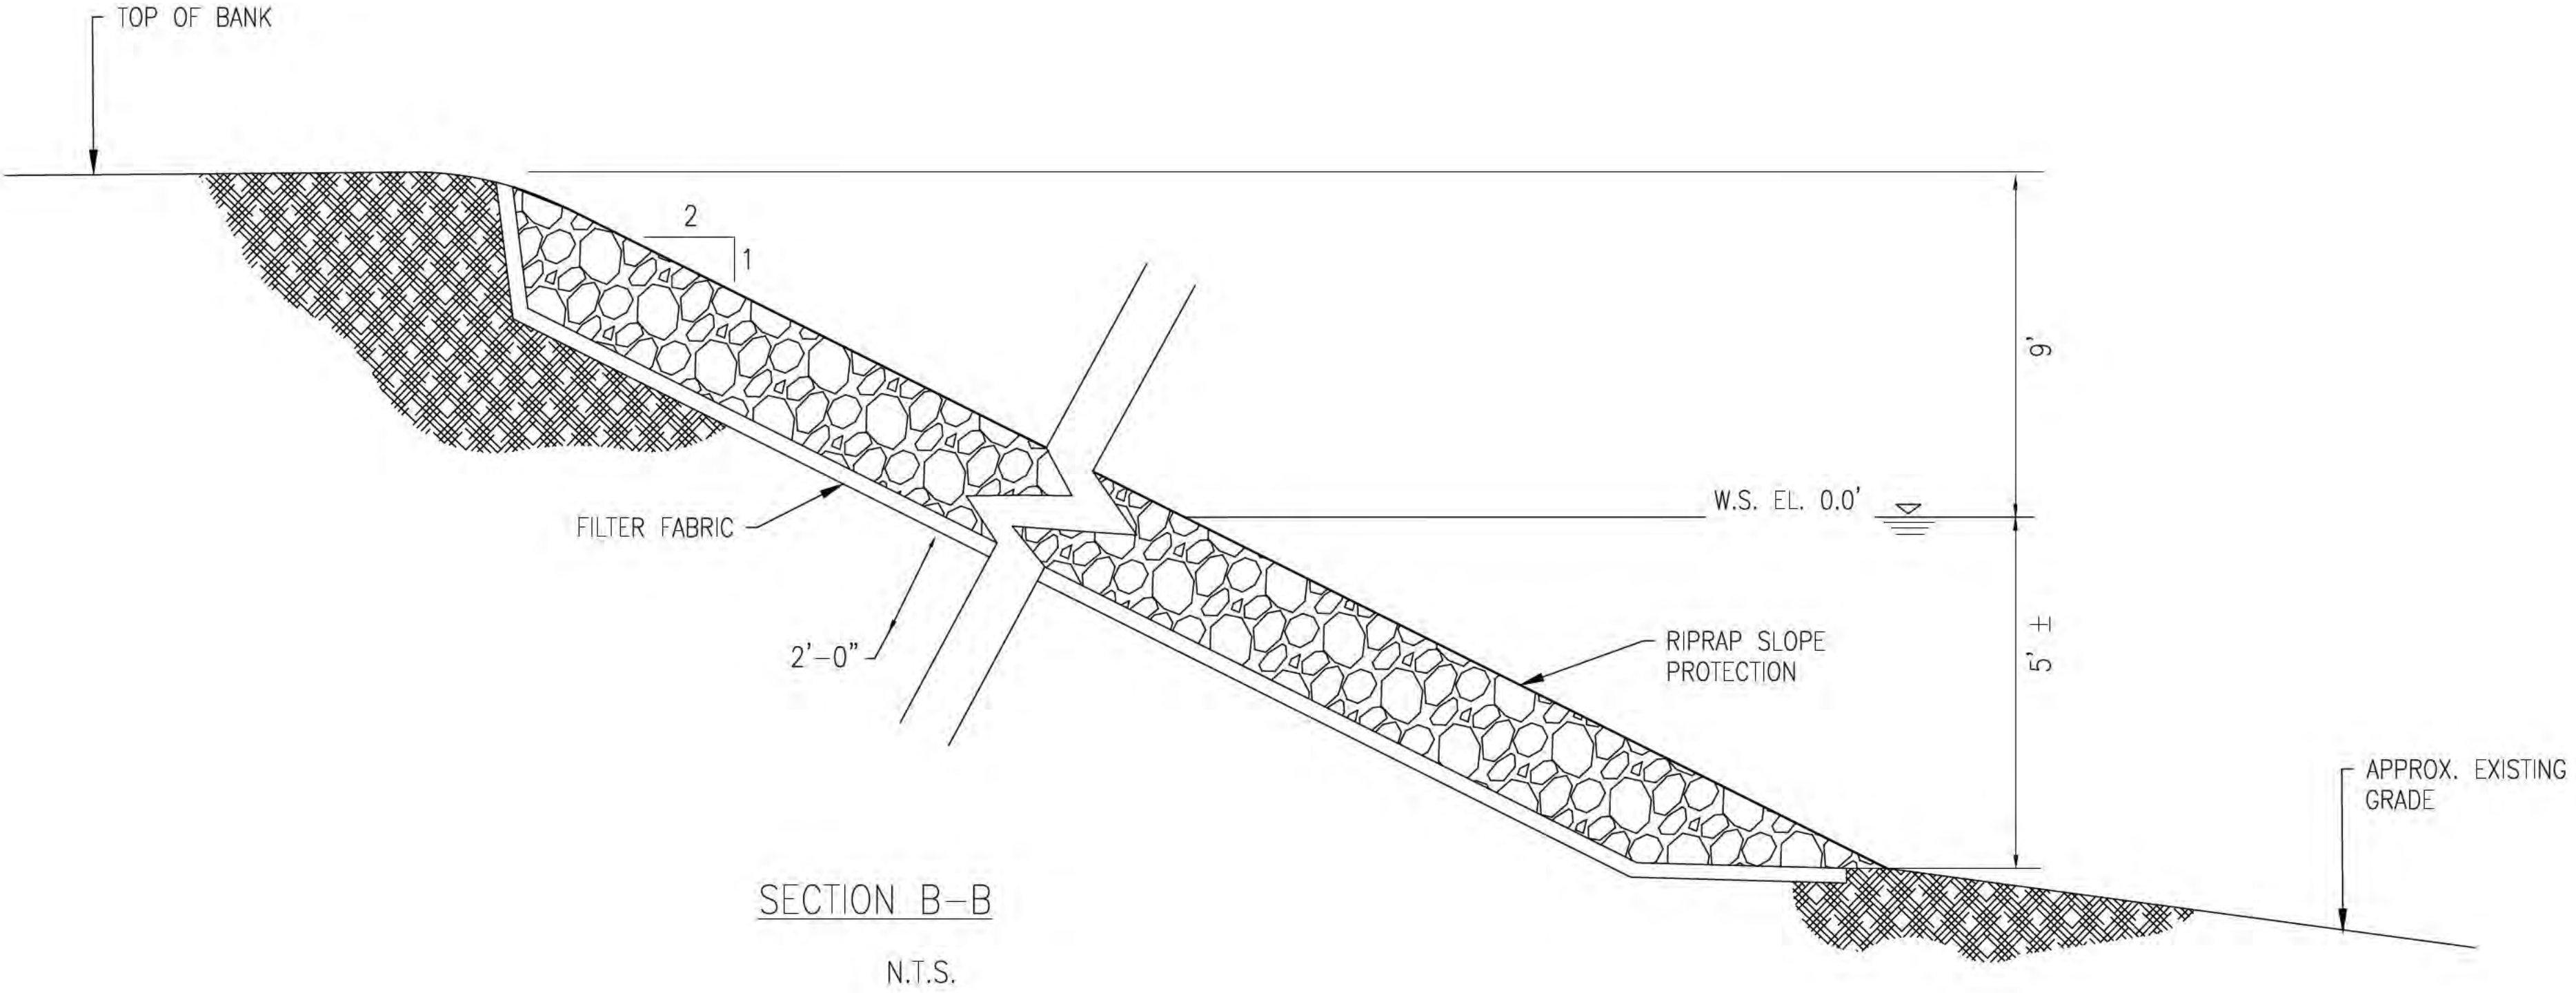 TOP OF BANK
2
1
9'
W.S. EL. 0.0'
FILTER FABRIC
2'-0"
RIPRAP SLOPE
PROTECTION
5' ±
APPROX. EXISTING
GRADE
SECTION B-B
N.T.S.